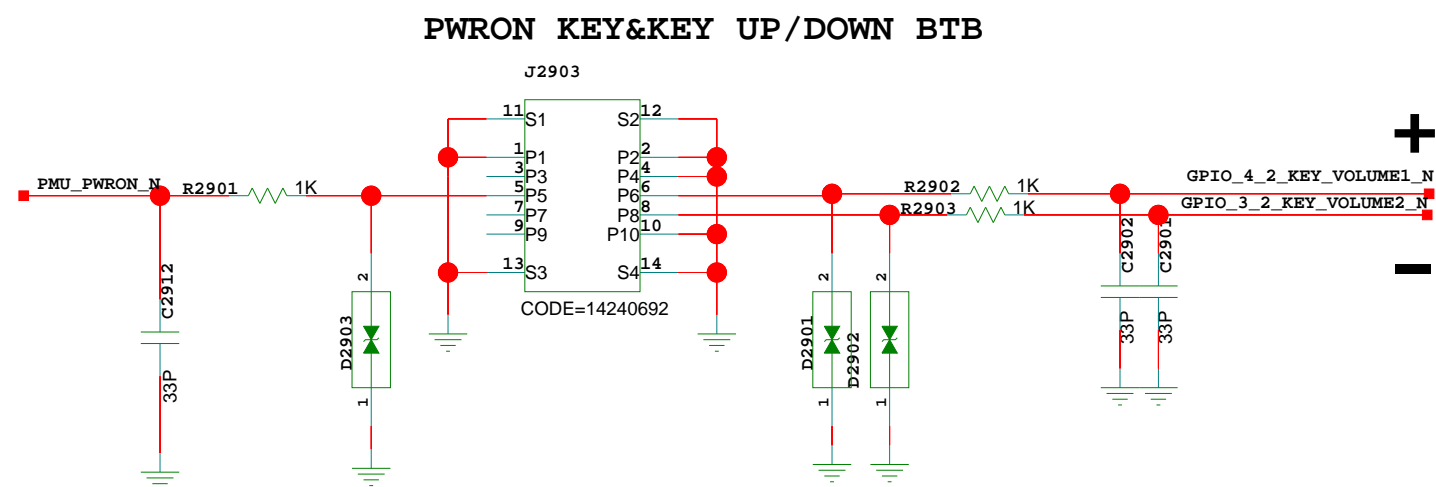 PWRON KEY&KEY UP/DOWN BTB
J2903
11 S1 S2 12
1 P1 P2 2
3 P3 P4 4
5 P5 P6 6
7 P7 P8 8
9 P9 P10 10
13 S3 S4 14
CODE=14240692
PMU_PWRON_N
R2901 1K
C2912
33P
D2903
2
1
R2902 1K
R2903 1K
D2901
2
1
D2902
2
1
+
GPIO_4_2_KEY_VOLUME1_N
GPIO_3_2_KEY_VOLUME2_N
-
C2902
33P
C2901
33P